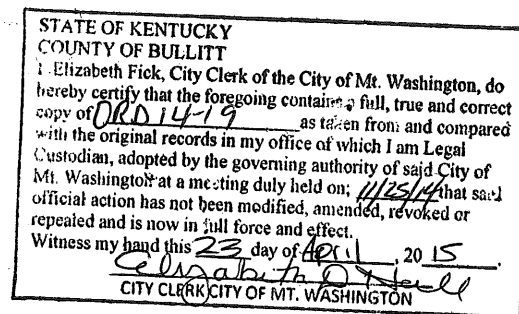 STATE OF KENTUCKY
COUNTY OF BULLITT
I, Elizabeth Fick, City Clerk of the City of Mt. Washington, do
hereby certify that the foregoing contains a full, true and correct
copy of ORD 14-19 as taken from and compared
with the original records in my office of which I am Legal
Custodian, adopted by the governing authority of said City of
Mt. Washington at a meeting duly held on; 11/25/14 that said
official action has not been modified, amended, revoked or
repealed and is now in full force and effect.
Witness my hand this 23 day of April, 2015.
Elizabeth D Neill
CITY CLERK CITY OF MT. WASHINGTON